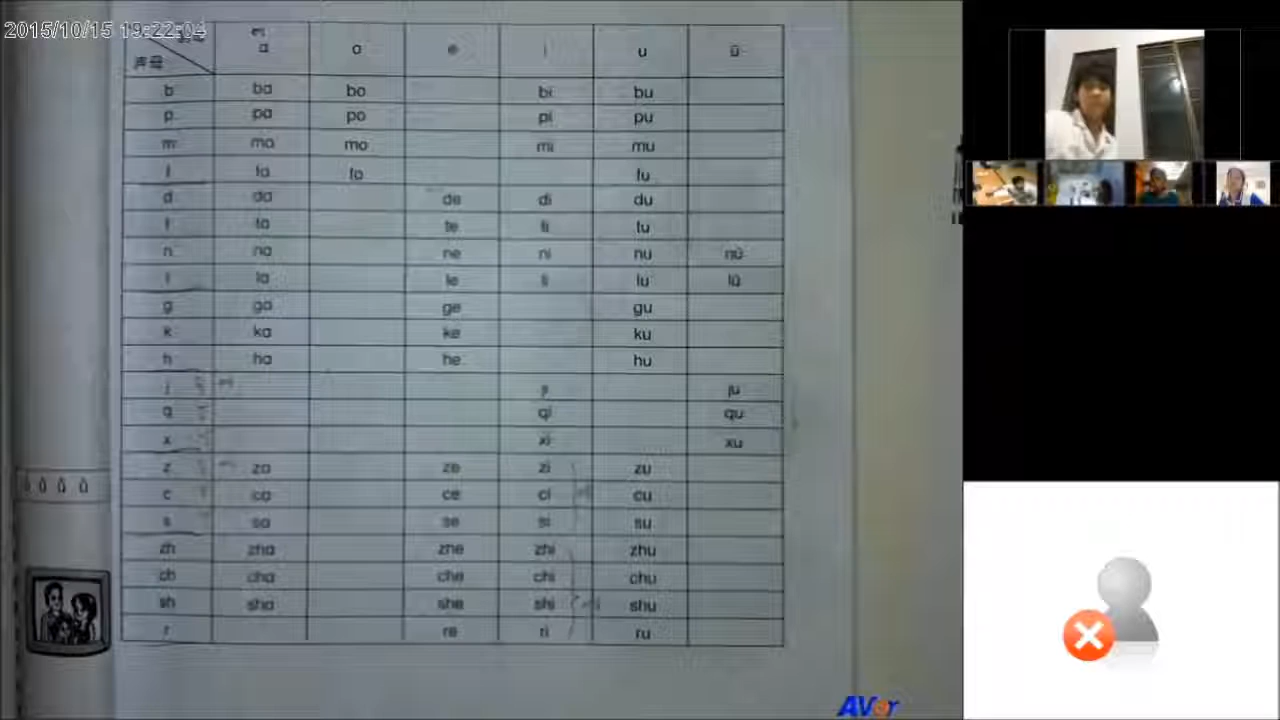 2015/10/15 19:22:04
a o e i u ü
声母
b ba bo bi bu
p pa po pi pu
m ma mo mi mu
f fa fo fu
d da de di du
t ta te ti tu
n na ne ni nu nü
l la le li lu lü
g ga ge gu
k ka ke ku
h ha he hu
j ji ju
q qi qu
x xi xu
z za ze zi zu
c ca ce ci cu
s sa se si su
zh zha zhe zhi zhu
ch cha che chi chu
sh sha she shi shu
r re ri ru
AVer